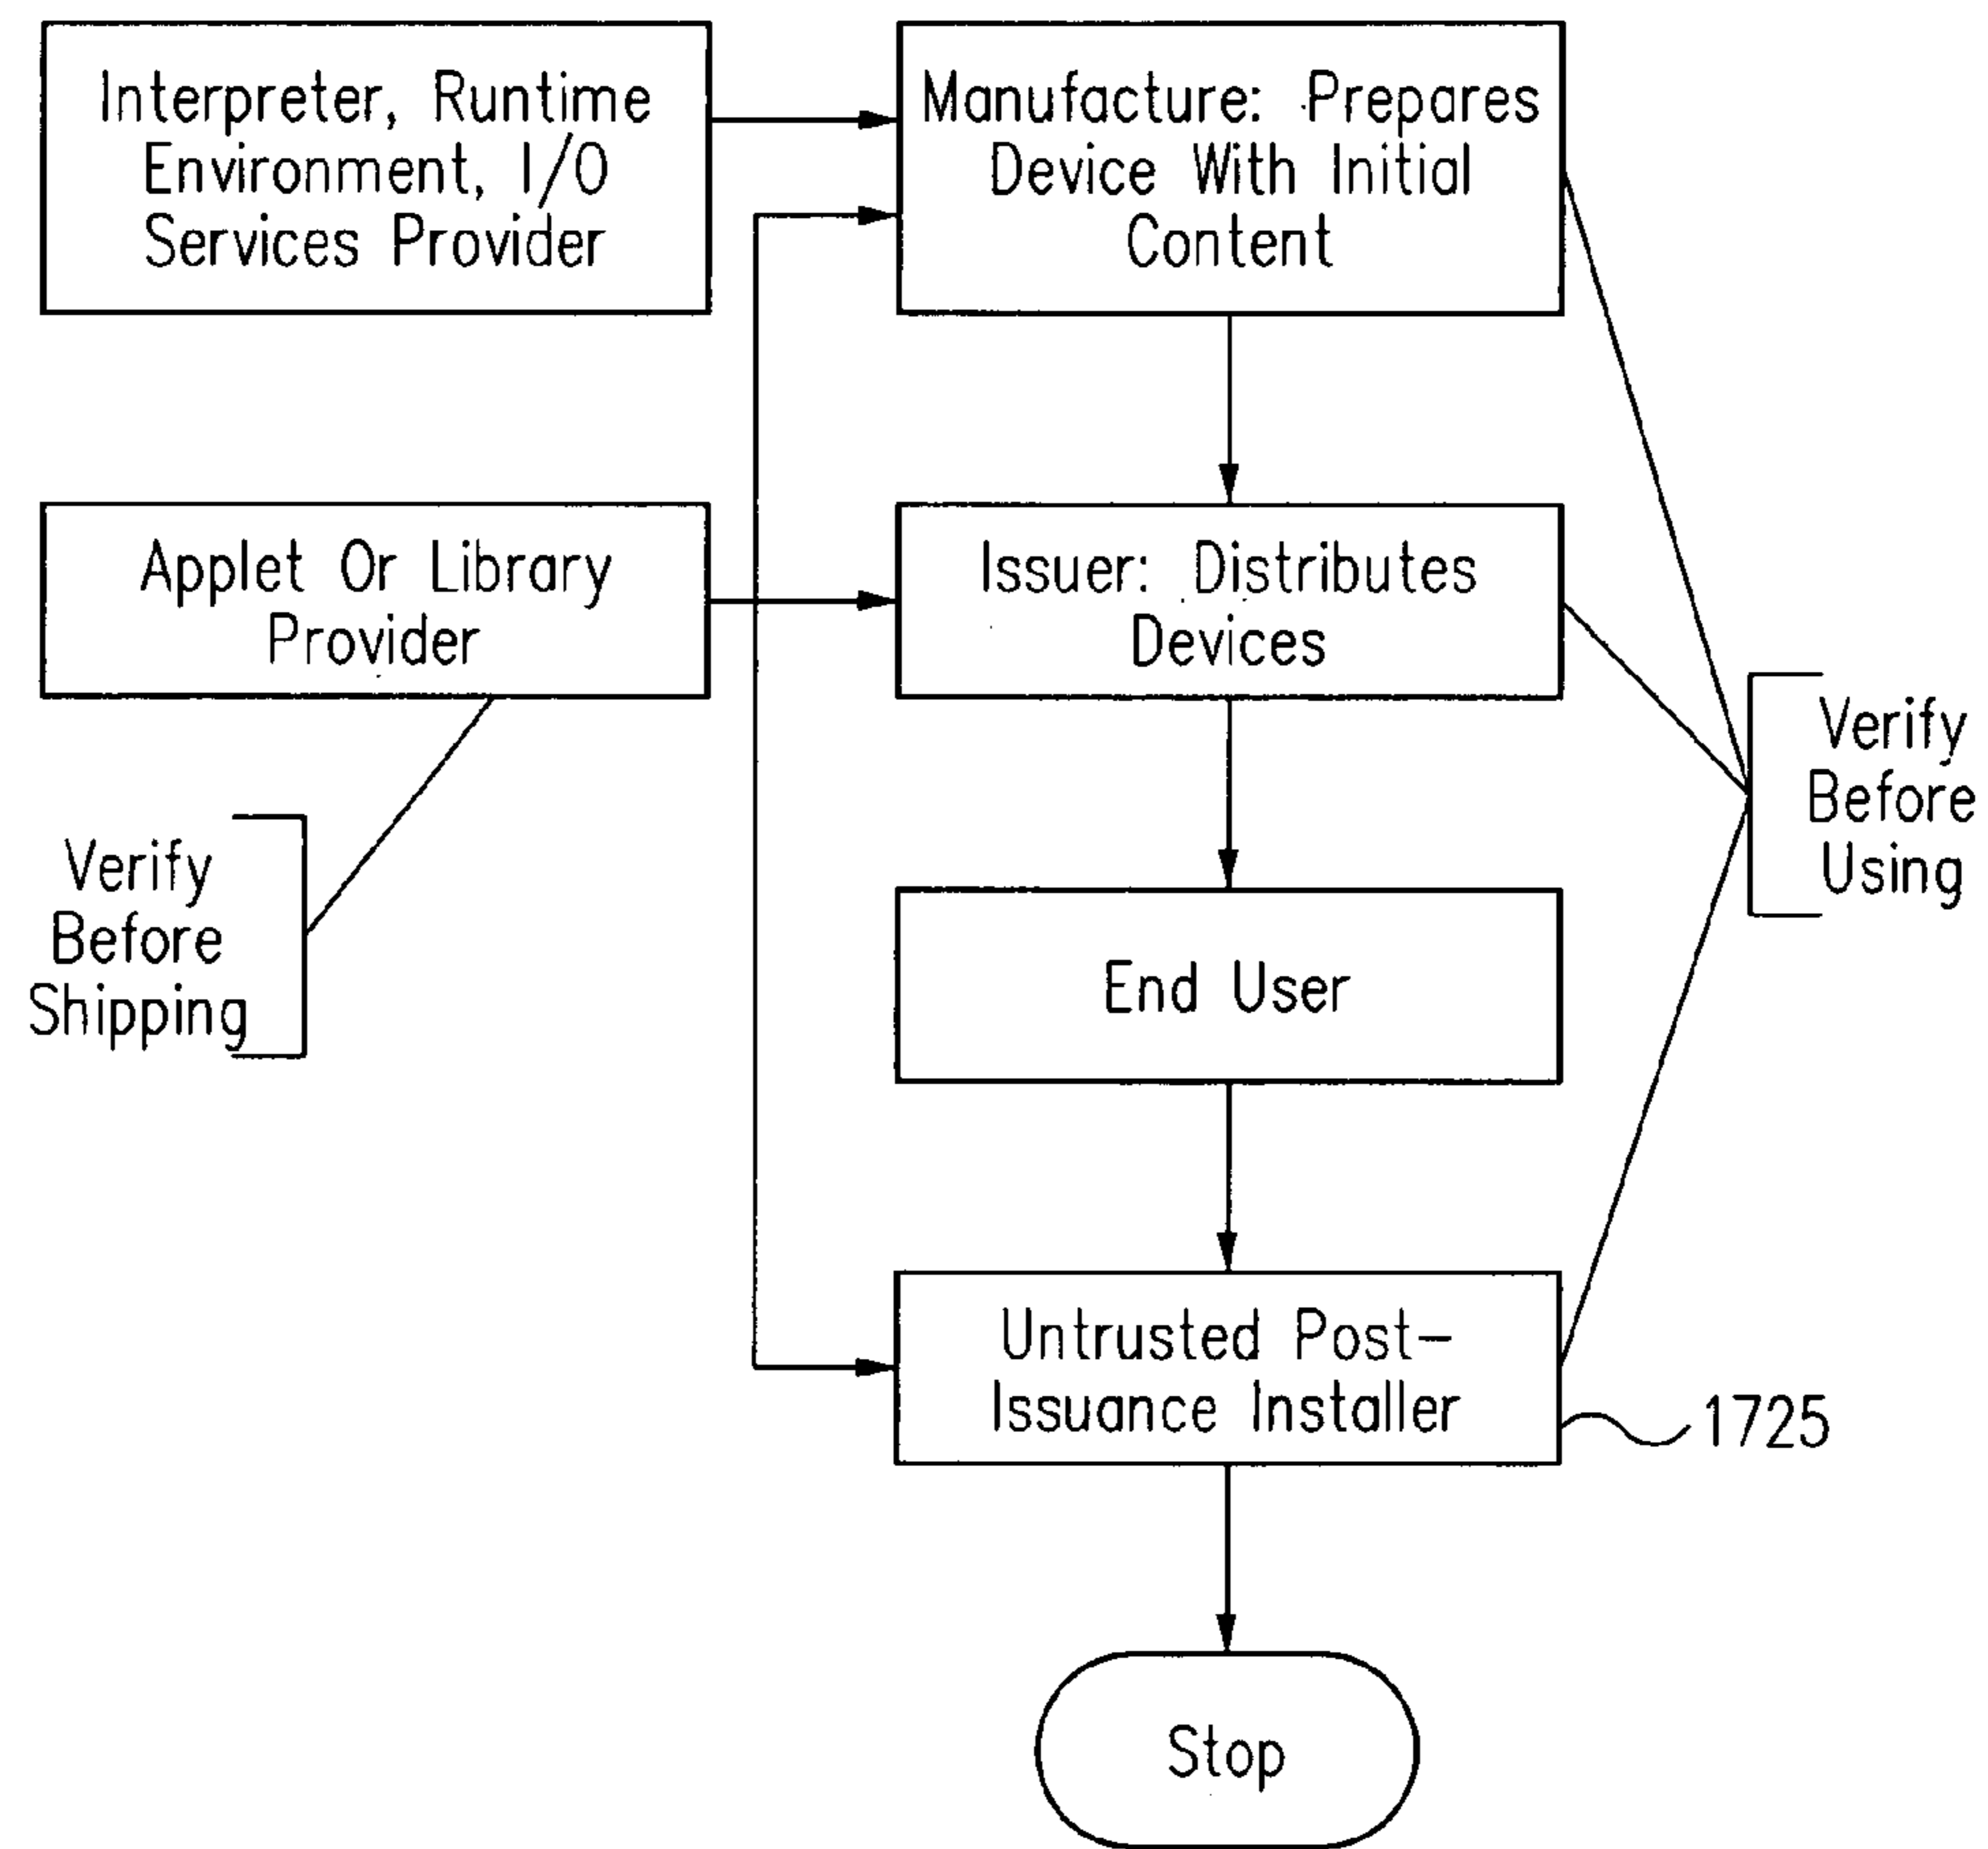 Interpreter, Runtime
Environment, I/O
Services Provider
Manufacture: Prepares
Device With Initial
Content
Applet Or Library
Provider
Issuer: Distributes
Devices
Verify
Before
Using
Verify
Before
Shipping
End User
Untrusted Post-
Issuance Installer
1725
Stop